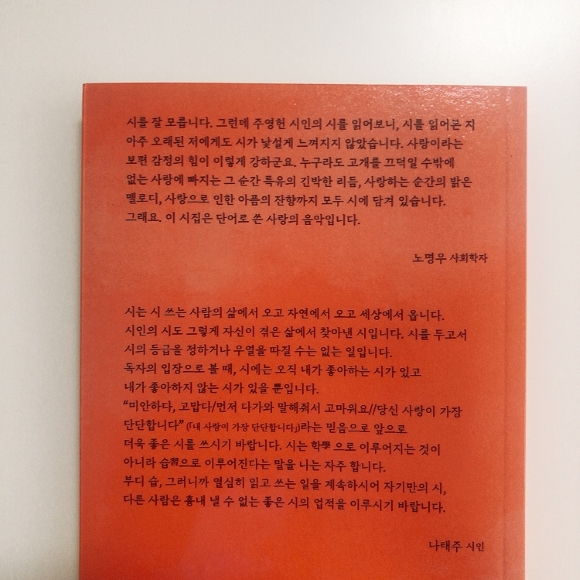 시를 잘 모릅니다. 그런데 주영헌 시인의 시를 읽어보니, 시를 읽어본 지
아주 오래된 저에게도 시가 낯설게 느껴지지 않았습니다. 사랑이라는
보편 감정의 힘이 이렇게 강하군요. 누구라도 고개를 끄덕일 수밖에
없는 사랑에 빠지는 그 순간 특유의 긴박한 리듬, 사랑하는 순간의 밝은
멜로디, 사랑으로 인한 아픔의 잔향까지 모두 시에 담겨 있습니다.
그래요. 이 시집은 단어로 쓴 사랑의 음악입니다.
노명우 사회학자
시는 시 쓰는 사람의 삶에서 오고 자연에서 오고 세상에서 옵니다.
시인의 시도 그렇게 자신이 겪은 삶에서 찾아낸 시입니다. 시를 두고서
시의 등급을 정하거나 우열을 따질 수는 없는 일입니다.
독자의 입장으로 볼 때, 시에는 오직 내가 좋아하는 시가 있고
내가 좋아하지 않는 시가 있을 뿐입니다.
“미안하다, 고맙다/먼저 다가와 말해줘서 고마워요//당신 사랑이 가장
단단합니다”(「내 사랑이 가장 단단합니다」)라는 믿음으로 앞으로
더욱 좋은 시를 쓰시기 바랍니다. 시는 학學으로 이루어지는 것이
아니라 습習으로 이루어진다는 말을 나는 자주 합니다.
부디 습, 그러니까 열심히 읽고 쓰는 일을 계속하시어 자기만의 시,
다른 사람은 흉내 낼 수 없는 좋은 시의 업적을 이루시기 바랍니다.
나태주 시인